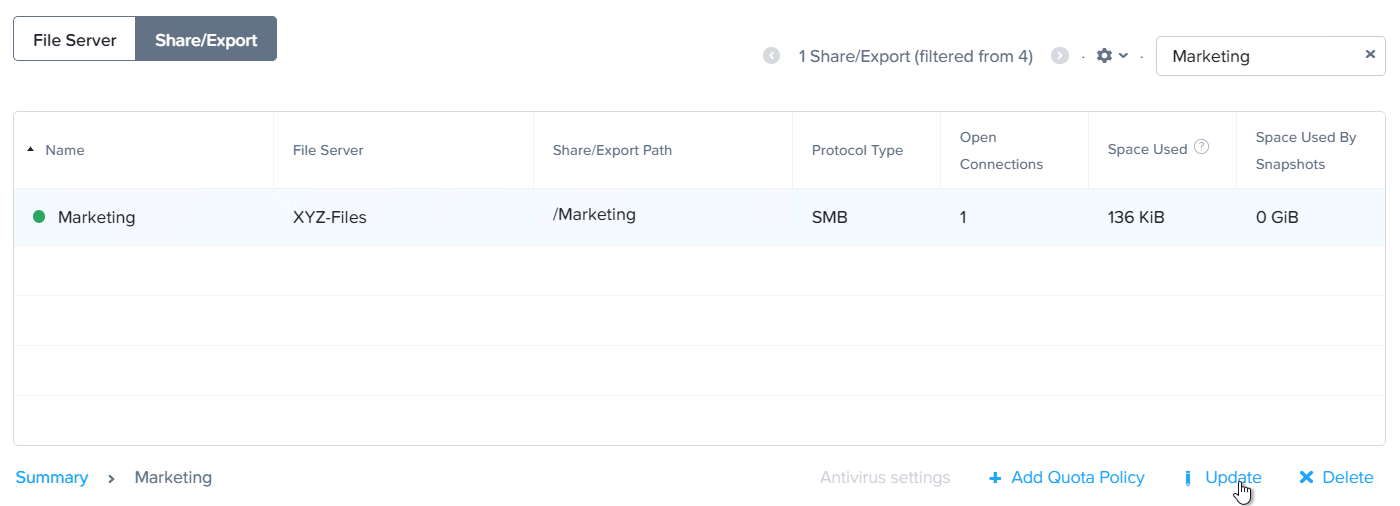 File Server Share/Export
1 Share/Export (filtered from 4) · · Marketing
Name File Server Share/Export Path Protocol Type Open Connections Space Used ? Space Used By Snapshots
Marketing XYZ-Files /Marketing SMB 1 136 KiB 0 GiB
Summary > Marketing Antivirus settings + Add Quota Policy Update Delete